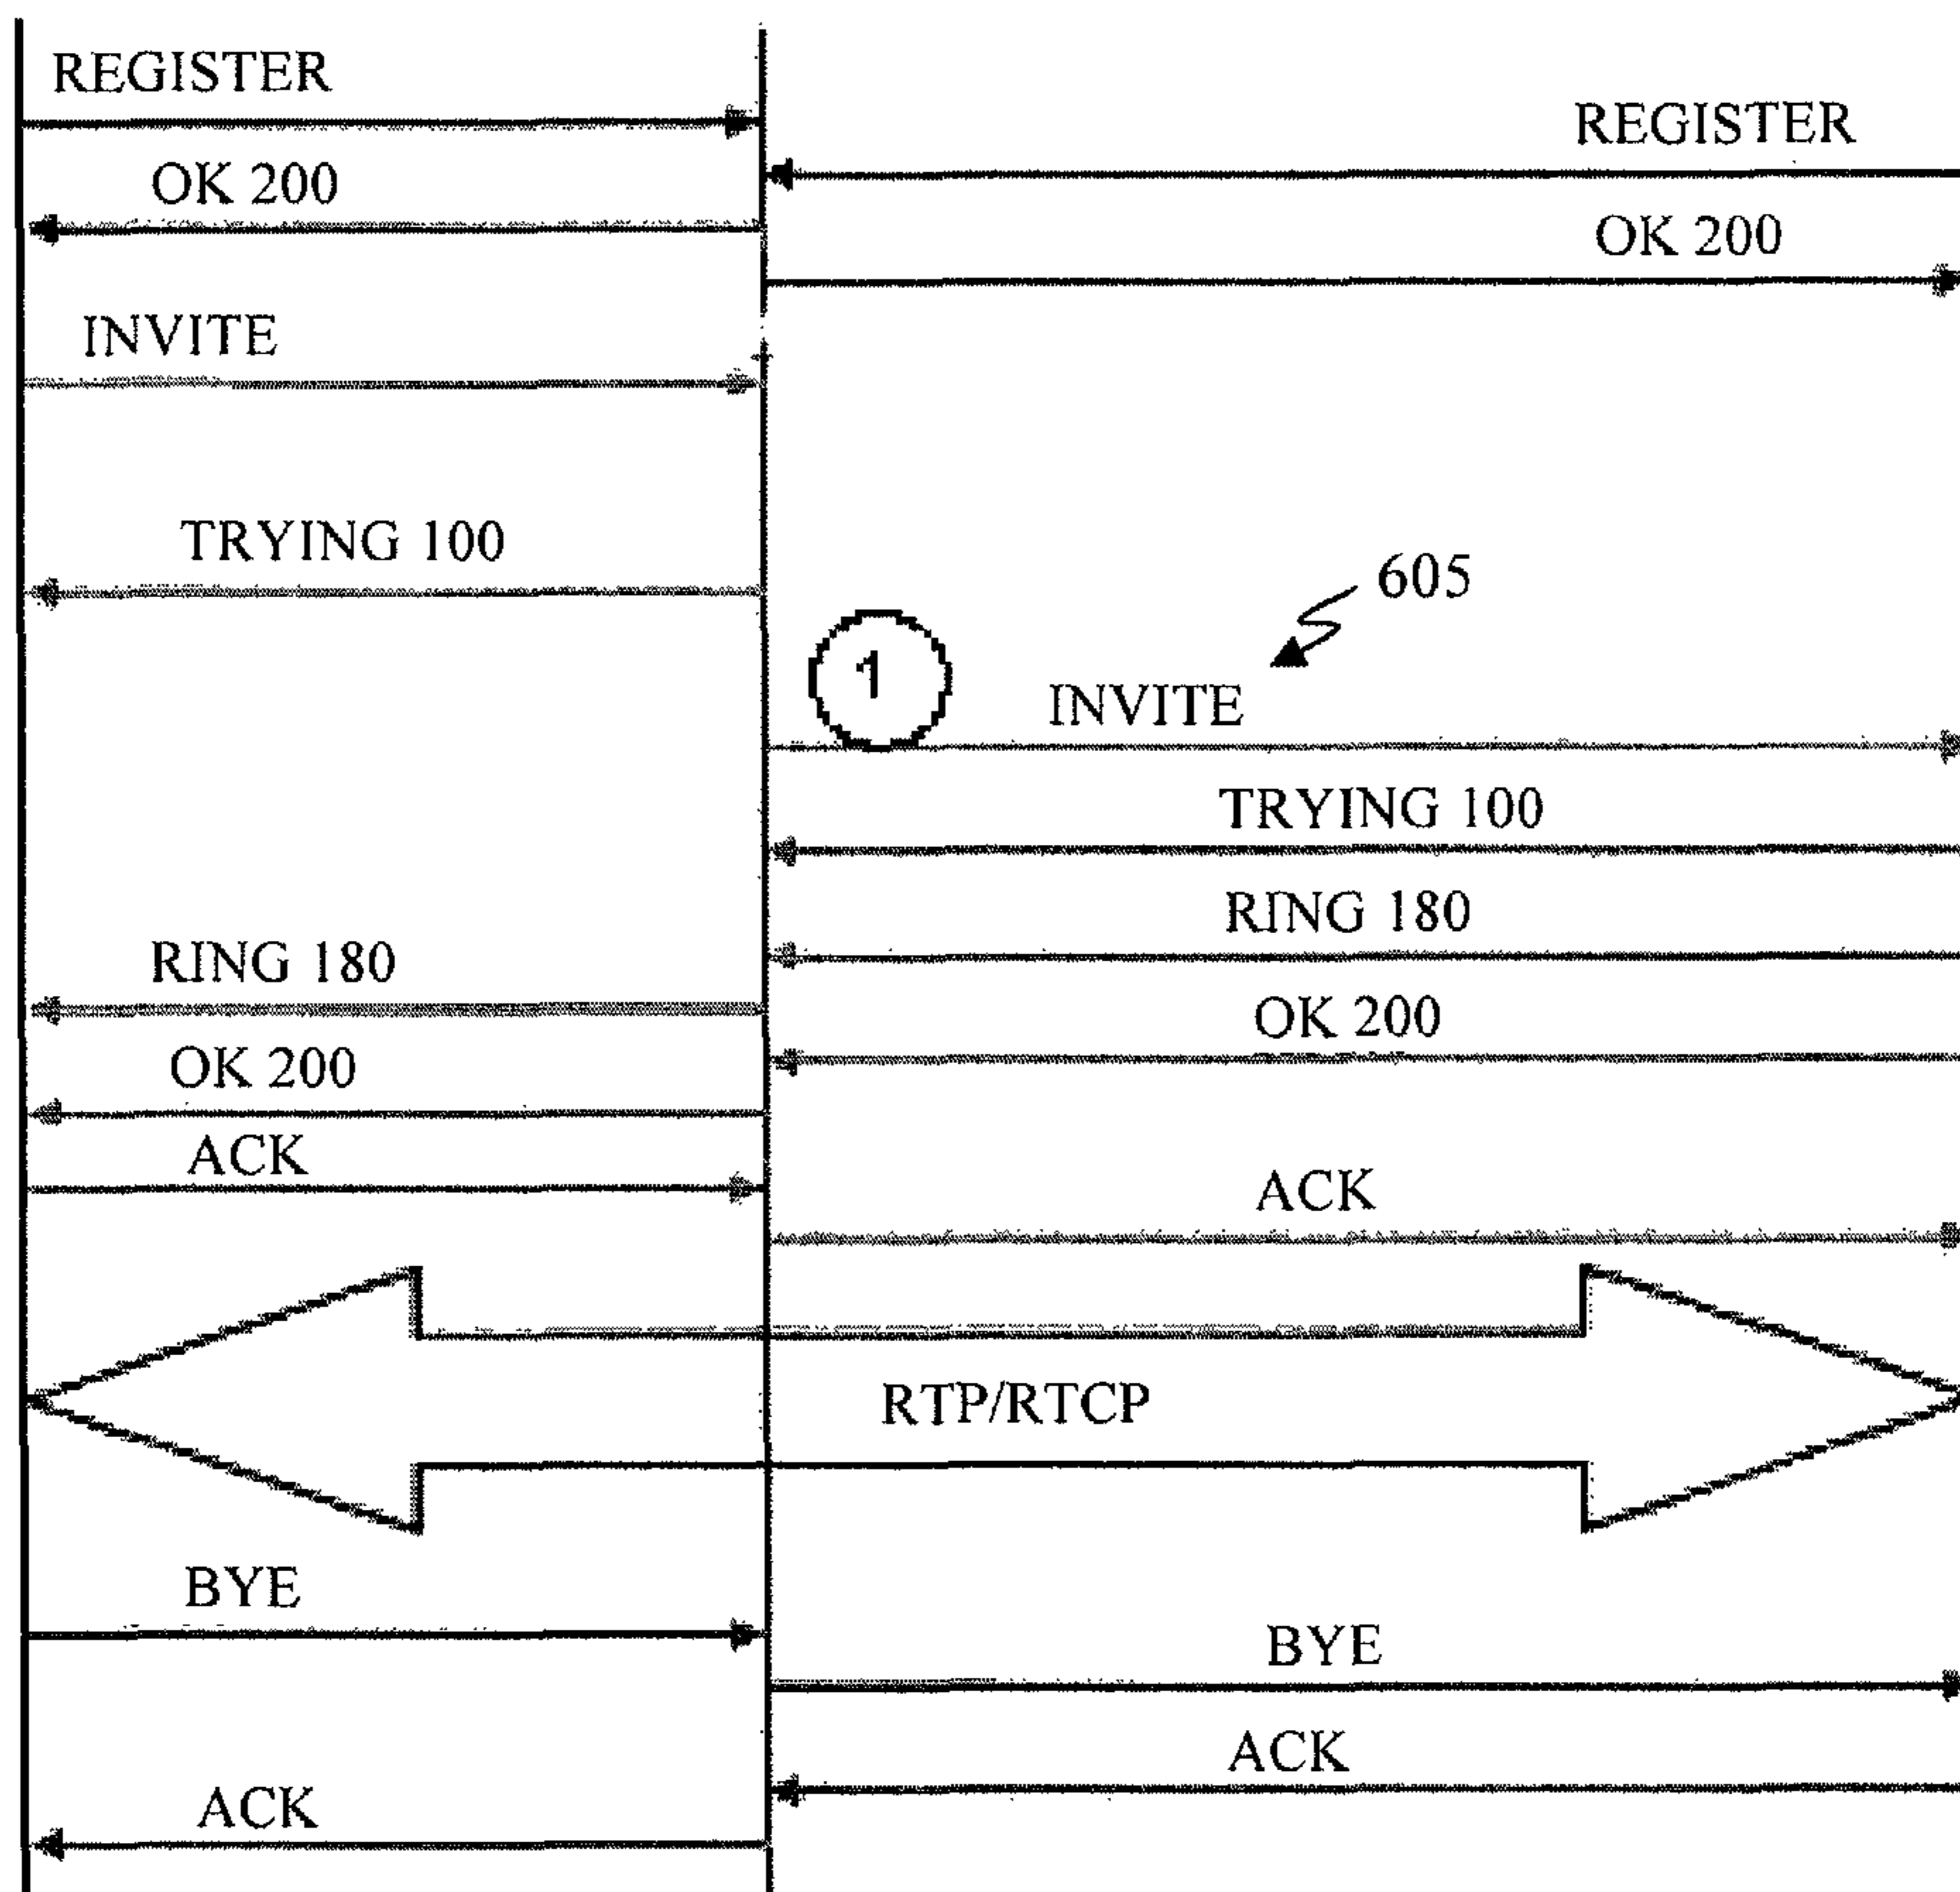 REGISTER
REGISTER
OK 200
OK 200
INVITE
TRYING 100
605
1
INVITE
TRYING 100
RING 180
RING 180
OK 200
OK 200
ACK
ACK
RTP/RTCP
BYE
BYE
ACK
ACK